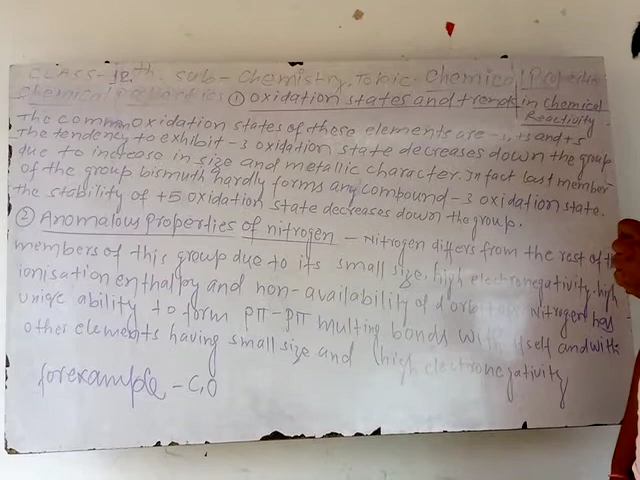 CLASS-12th. Sub- Chemistry. Topic. Chemical Properties
Chemical Properties ① Oxidation states and trends in Chemical
Reactivity.
The common oxidation states of these elements are -3, +3 and +5
The tendency to exhibit -3 oxidation state decreases down the group
due to increase in size and metallic character. In fact last member
of the group bismuth hardly forms any compound -3 oxidation state.
the stability of +5 oxidation state decreases down the group.
② Anomalous Properties of nitrogen - Nitrogen differs from the rest of th
members of this group due to its small size, high electronegativity, high
ionisation enthalpy and non-availability of d orbitals. Nitrogen has
unique ability to form pπ-pπ multing bonds with itself and with
other elements having small size and (high electronegativity
for example - C, O